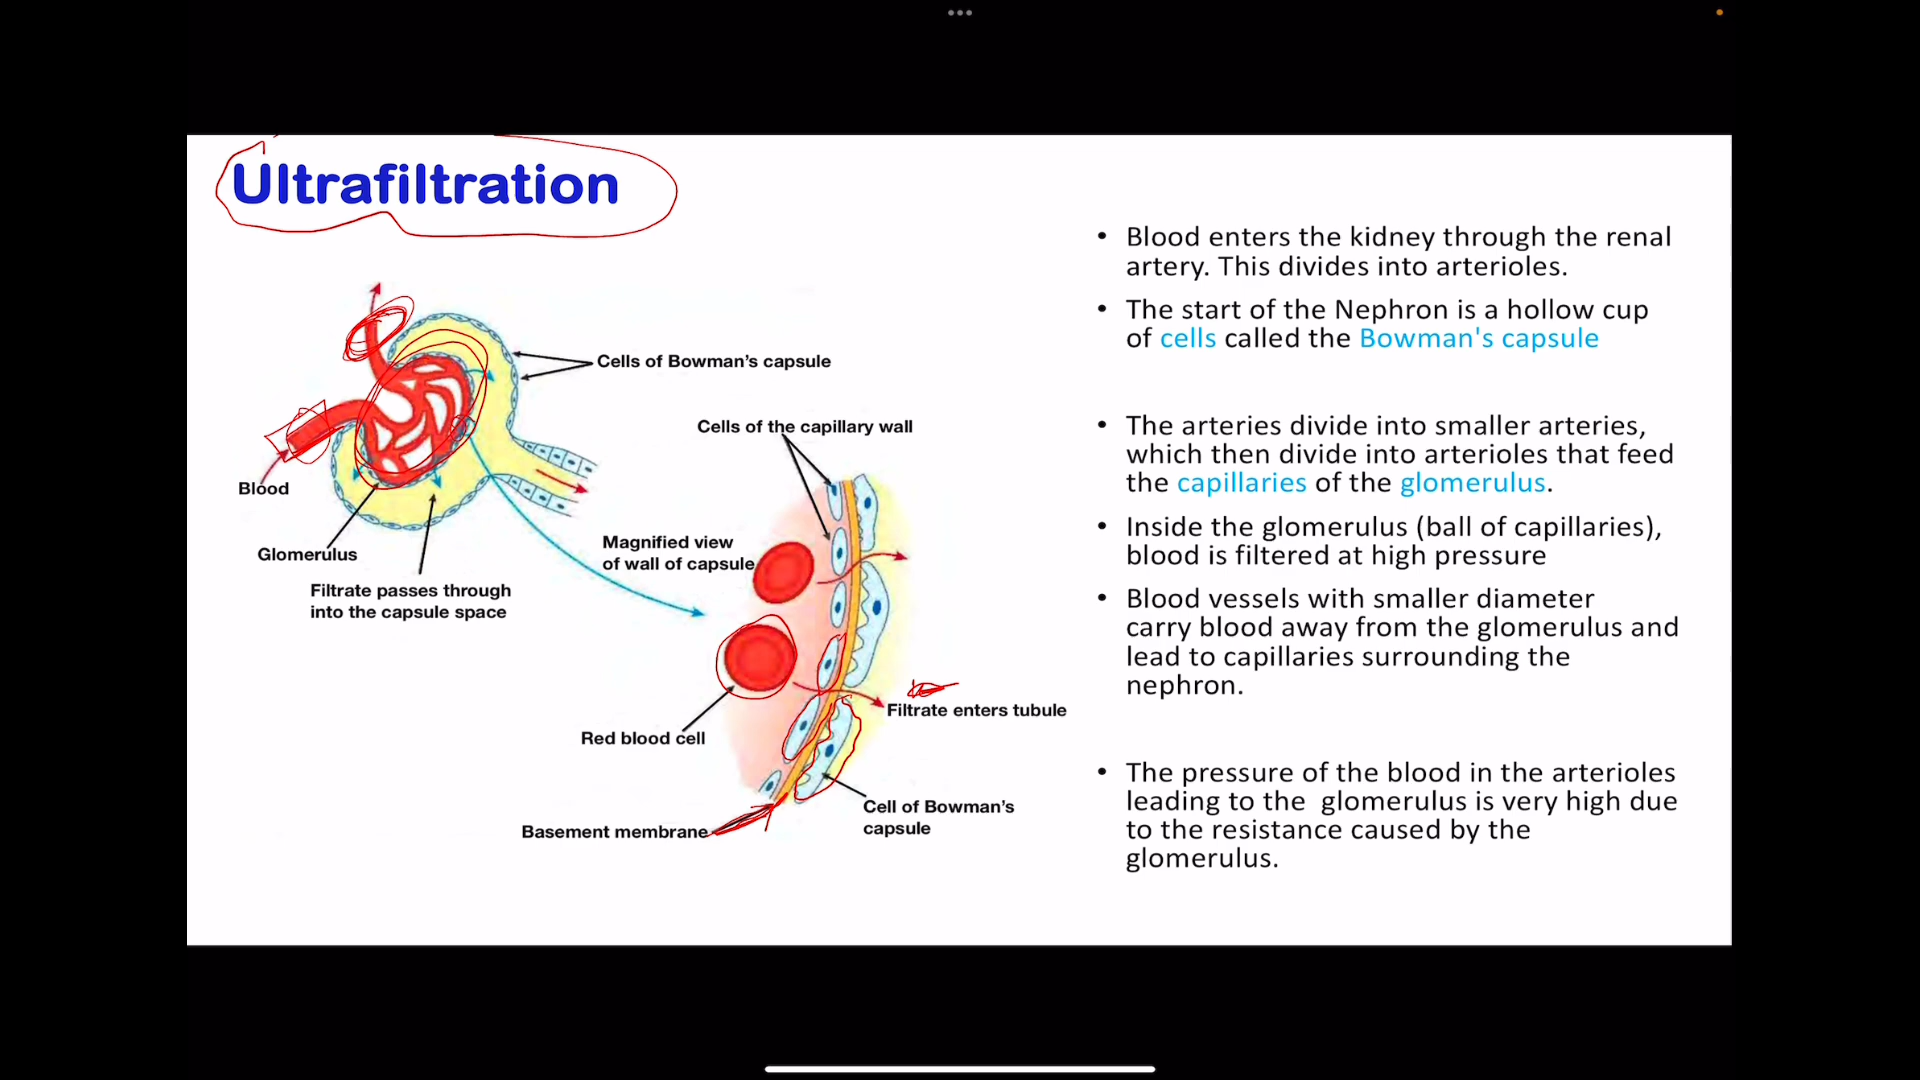 Ultrafiltration
Cells of Bowman's capsule
Cells of the capillary wall
Blood
Glomerulus
Filtrate passes through
into the capsule space
Magnified view
of wall of capsule
Red blood cell
Filtrate enters tubule
Cell of Bowman's
capsule
Basement membrane
• Blood enters the kidney through the renal
artery. This divides into arterioles.
• The start of the Nephron is a hollow cup
of cells called the Bowman's capsule
• The arteries divide into smaller arteries,
which then divide into arterioles that feed
the capillaries of the glomerulus.
• Inside the glomerulus (ball of capillaries),
blood is filtered at high pressure
• Blood vessels with smaller diameter
carry blood away from the glomerulus and
lead to capillaries surrounding the
nephron.
• The pressure of the blood in the arterioles
leading to the glomerulus is very high due
to the resistance caused by the
glomerulus.